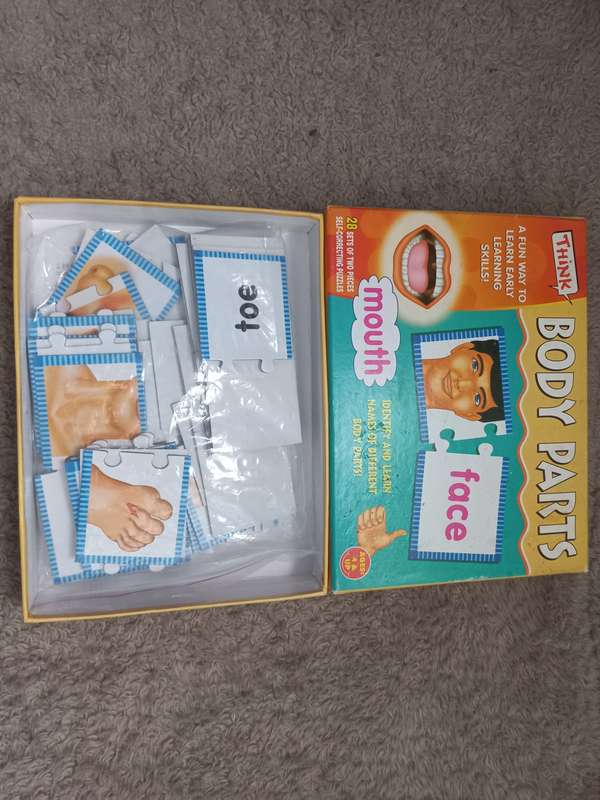 THiNK
BODY PARTS
A FUN WAY TO
LEARN EARLY
LEARNING
SKILLS!
face
mouth
IDENTIFY AND LEARN
NAMES OF DIFFERENT
BODY PARTS!
28 SETS OF TWO PIECES
SELF-CORRECTING PUZZLES
AGES
4 &
UP
toe